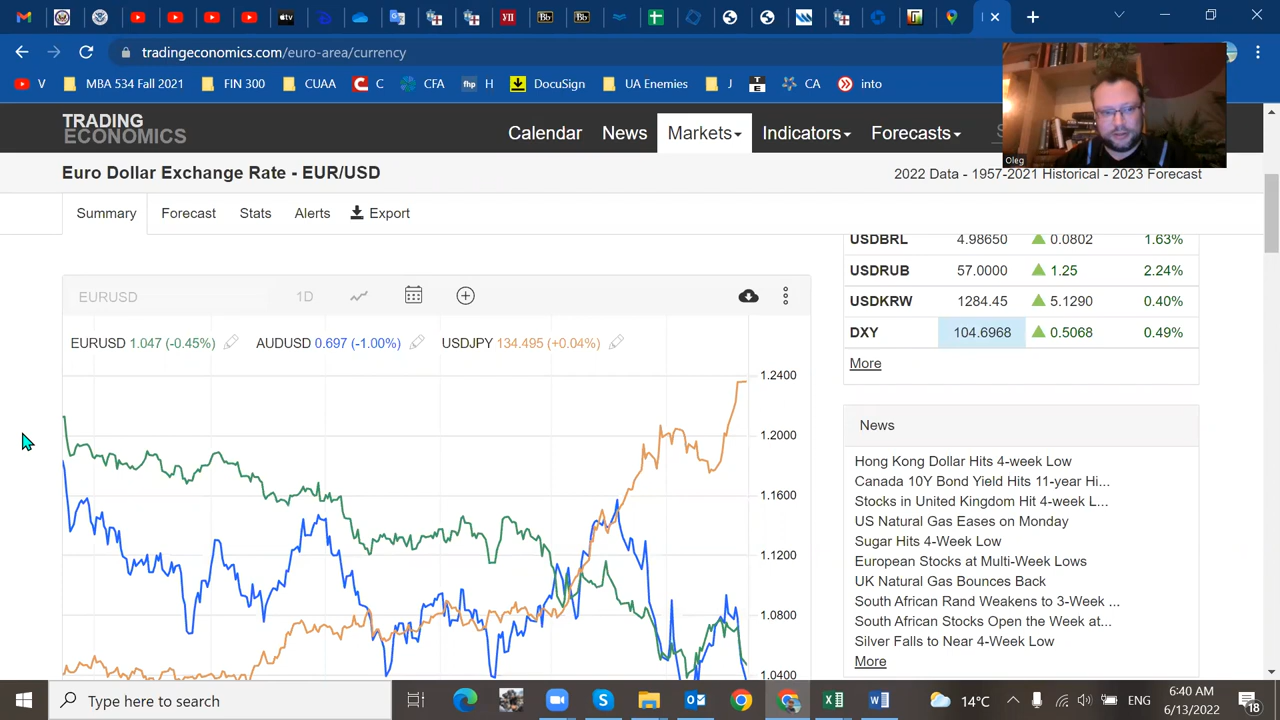 V
MBA 534 Fall 2021
FIN 300
CUAA
C
CFA
fhp H
DocuSign
UA Enemies
J
TE
CA
into
tradingeconomics.com/euro-area/currency
TRADING
ECONOMICS
Calendar
News
Markets
Indicators
Forecasts
Oleg
Euro Dollar Exchange Rate - EUR/USD
2022 Data - 1957-2021 Historical - 2023 Forecast
Summary
Forecast
Stats
Alerts
Export
USDBRL 4.98650 0.0802 1.63%
USDRUB 57.0000 1.25 2.24%
USDKRW 1284.45 5.1290 0.40%
DXY 104.6968 0.5068 0.49%
More
EURUSD
1D
EURUSD 1.047 (-0.45%)
AUDUSD 0.697 (-1.00%)
USDJPY 134.495 (+0.04%)
1.2400
1.2000
1.1600
1.1200
1.0800
1.0400
News
Hong Kong Dollar Hits 4-week Low
Canada 10Y Bond Yield Hits 11-year Hi...
Stocks in United Kingdom Hit 4-week L...
US Natural Gas Eases on Monday
Sugar Hits 4-Week Low
European Stocks at Multi-Week Lows
UK Natural Gas Bounces Back
South African Rand Weakens to 3-Week ...
South African Stocks Open the Week at...
Silver Falls to Near 4-Week Low
More
Type here to search
14°C
ENG
6:40 AM
6/13/2022
18